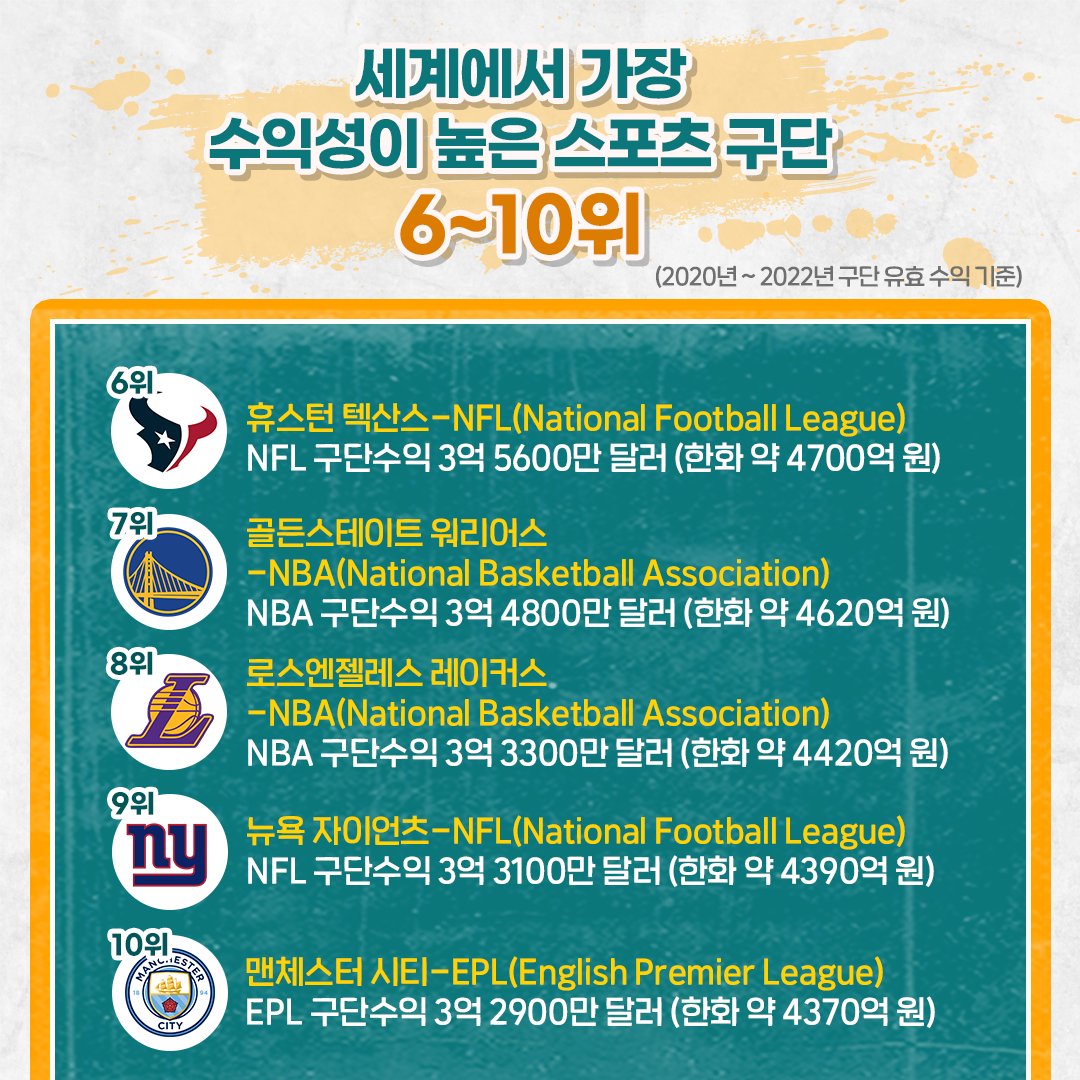 세계에서 가장
수익성이 높은 스포츠 구단
6~10위
(2020년 ~ 2022년 구단 유효 수익 기준)
6위
휴스턴 텍산스-NFL(National Football League)
NFL 구단수익 3억 5600만 달러 (한화 약 4700억 원)
7위
골든스테이트 워리어스
-NBA(National Basketball Association)
NBA 구단수익 3억 4800만 달러 (한화 약 4620억 원)
8위
L
로스엔젤레스 레이커스
-NBA(National Basketball Association)
NBA 구단수익 3억 3300만 달러 (한화 약 4420억 원)
9위
ny
뉴욕 자이언츠-NFL(National Football League)
NFL 구단수익 3억 3100만 달러 (한화 약 4390억 원)
10위
MANCHESTER
18 94
CITY
맨체스터 시티-EPL(English Premier League)
EPL 구단수익 3억 2900만 달러 (한화 약 4370억 원)